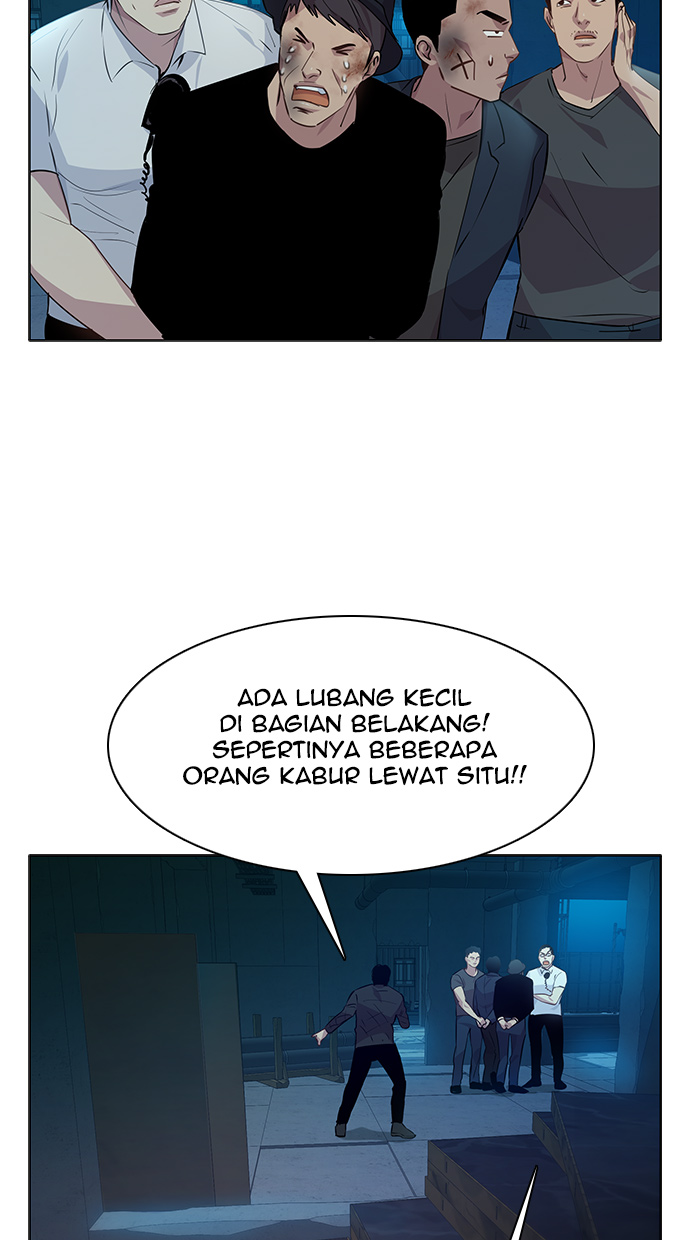 ADA LUBANG KECIL
DI BAGIAN BELAKANG!
SEPERTINYA BEBERAPA
ORANG KABUR LEWAT SITU!!